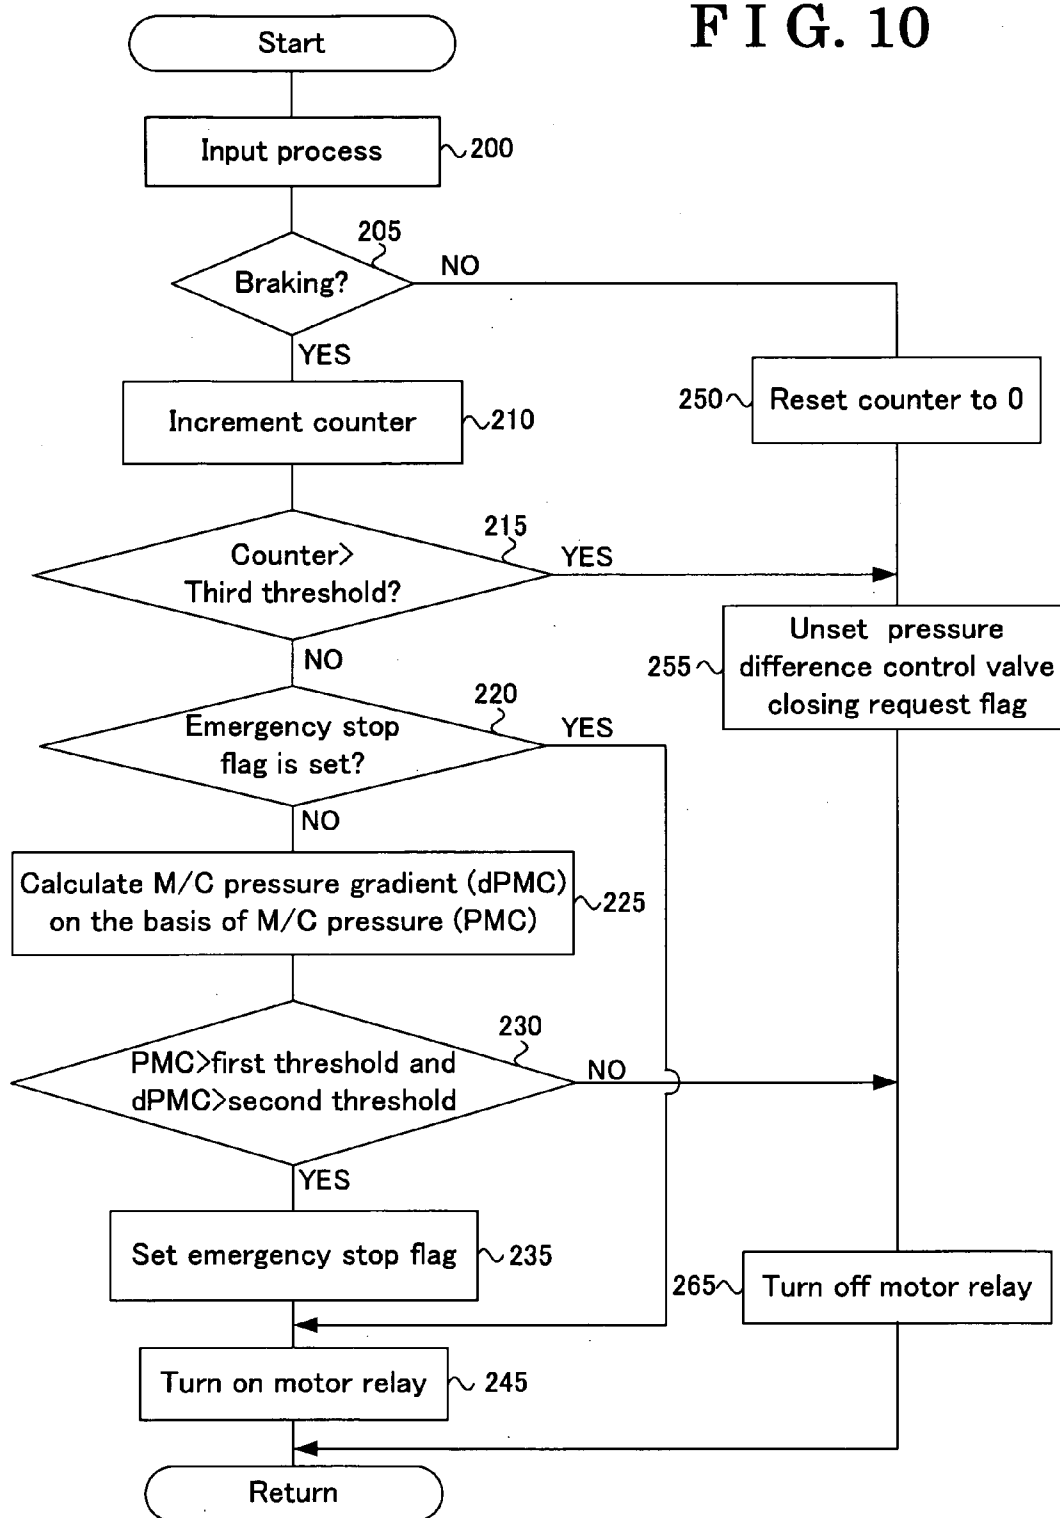 F I G. 10
Start
Input process
200
205
Braking?
NO
YES
250
Reset counter to 0
Increment counter
210
215
Counter>
Third threshold?
YES
NO
255
Unset pressure
difference control valve
closing request flag
220
Emergency stop
flag is set?
YES
NO
Calculate M/C pressure gradient (dPMC)
on the basis of M/C pressure (PMC)
225
230
PMC>first threshold and
dPMC>second threshold
NO
YES
Set emergency stop flag
235
265
Turn off motor relay
Turn on motor relay
245
Return